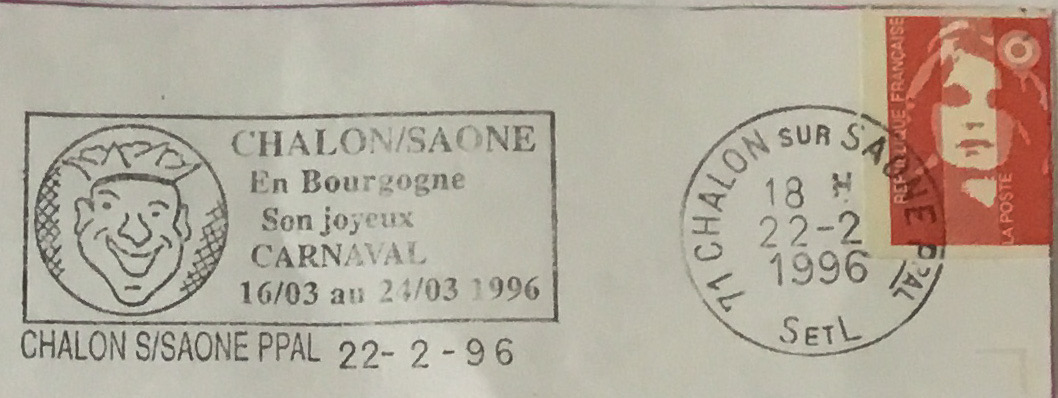 CHALON/SAONE
En Bourgogne
Son joyeux
CARNAVAL
16/03 au 24/03 1996
CHALON S/SAONE PPAL 22-2-96
71 CHALON SUR SAONE PPAL
18 H
22-2
1996
SETL
REPUBLIQUE FRANÇAISE
LA POSTE